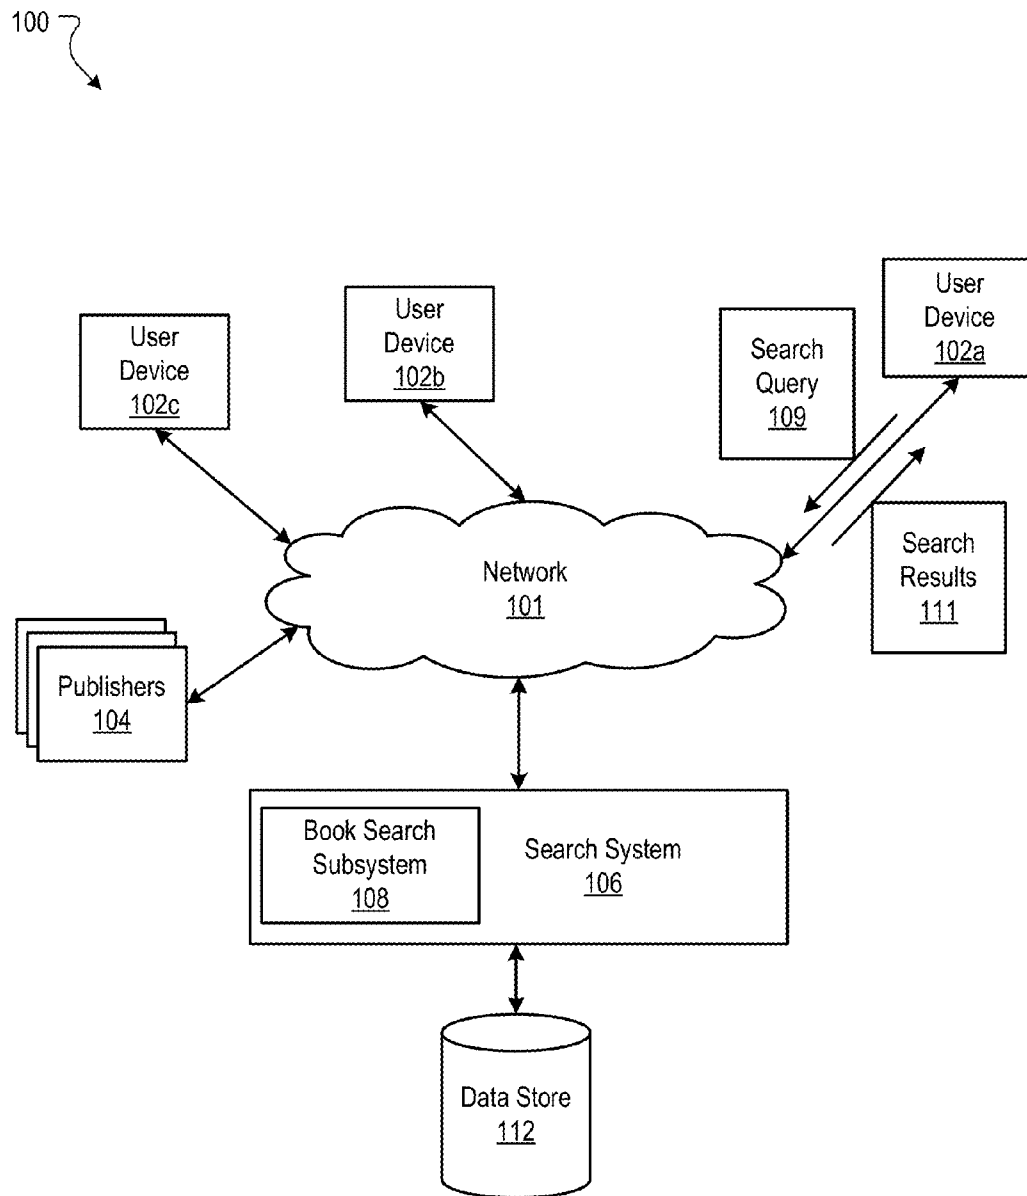 100
User
Device
102c
User
Device
102b
Search
Query
109
User
Device
102a
Network
101
Search
Results
111
Publishers
104
Book Search
Subsystem
108
Search System
106
Data Store
112